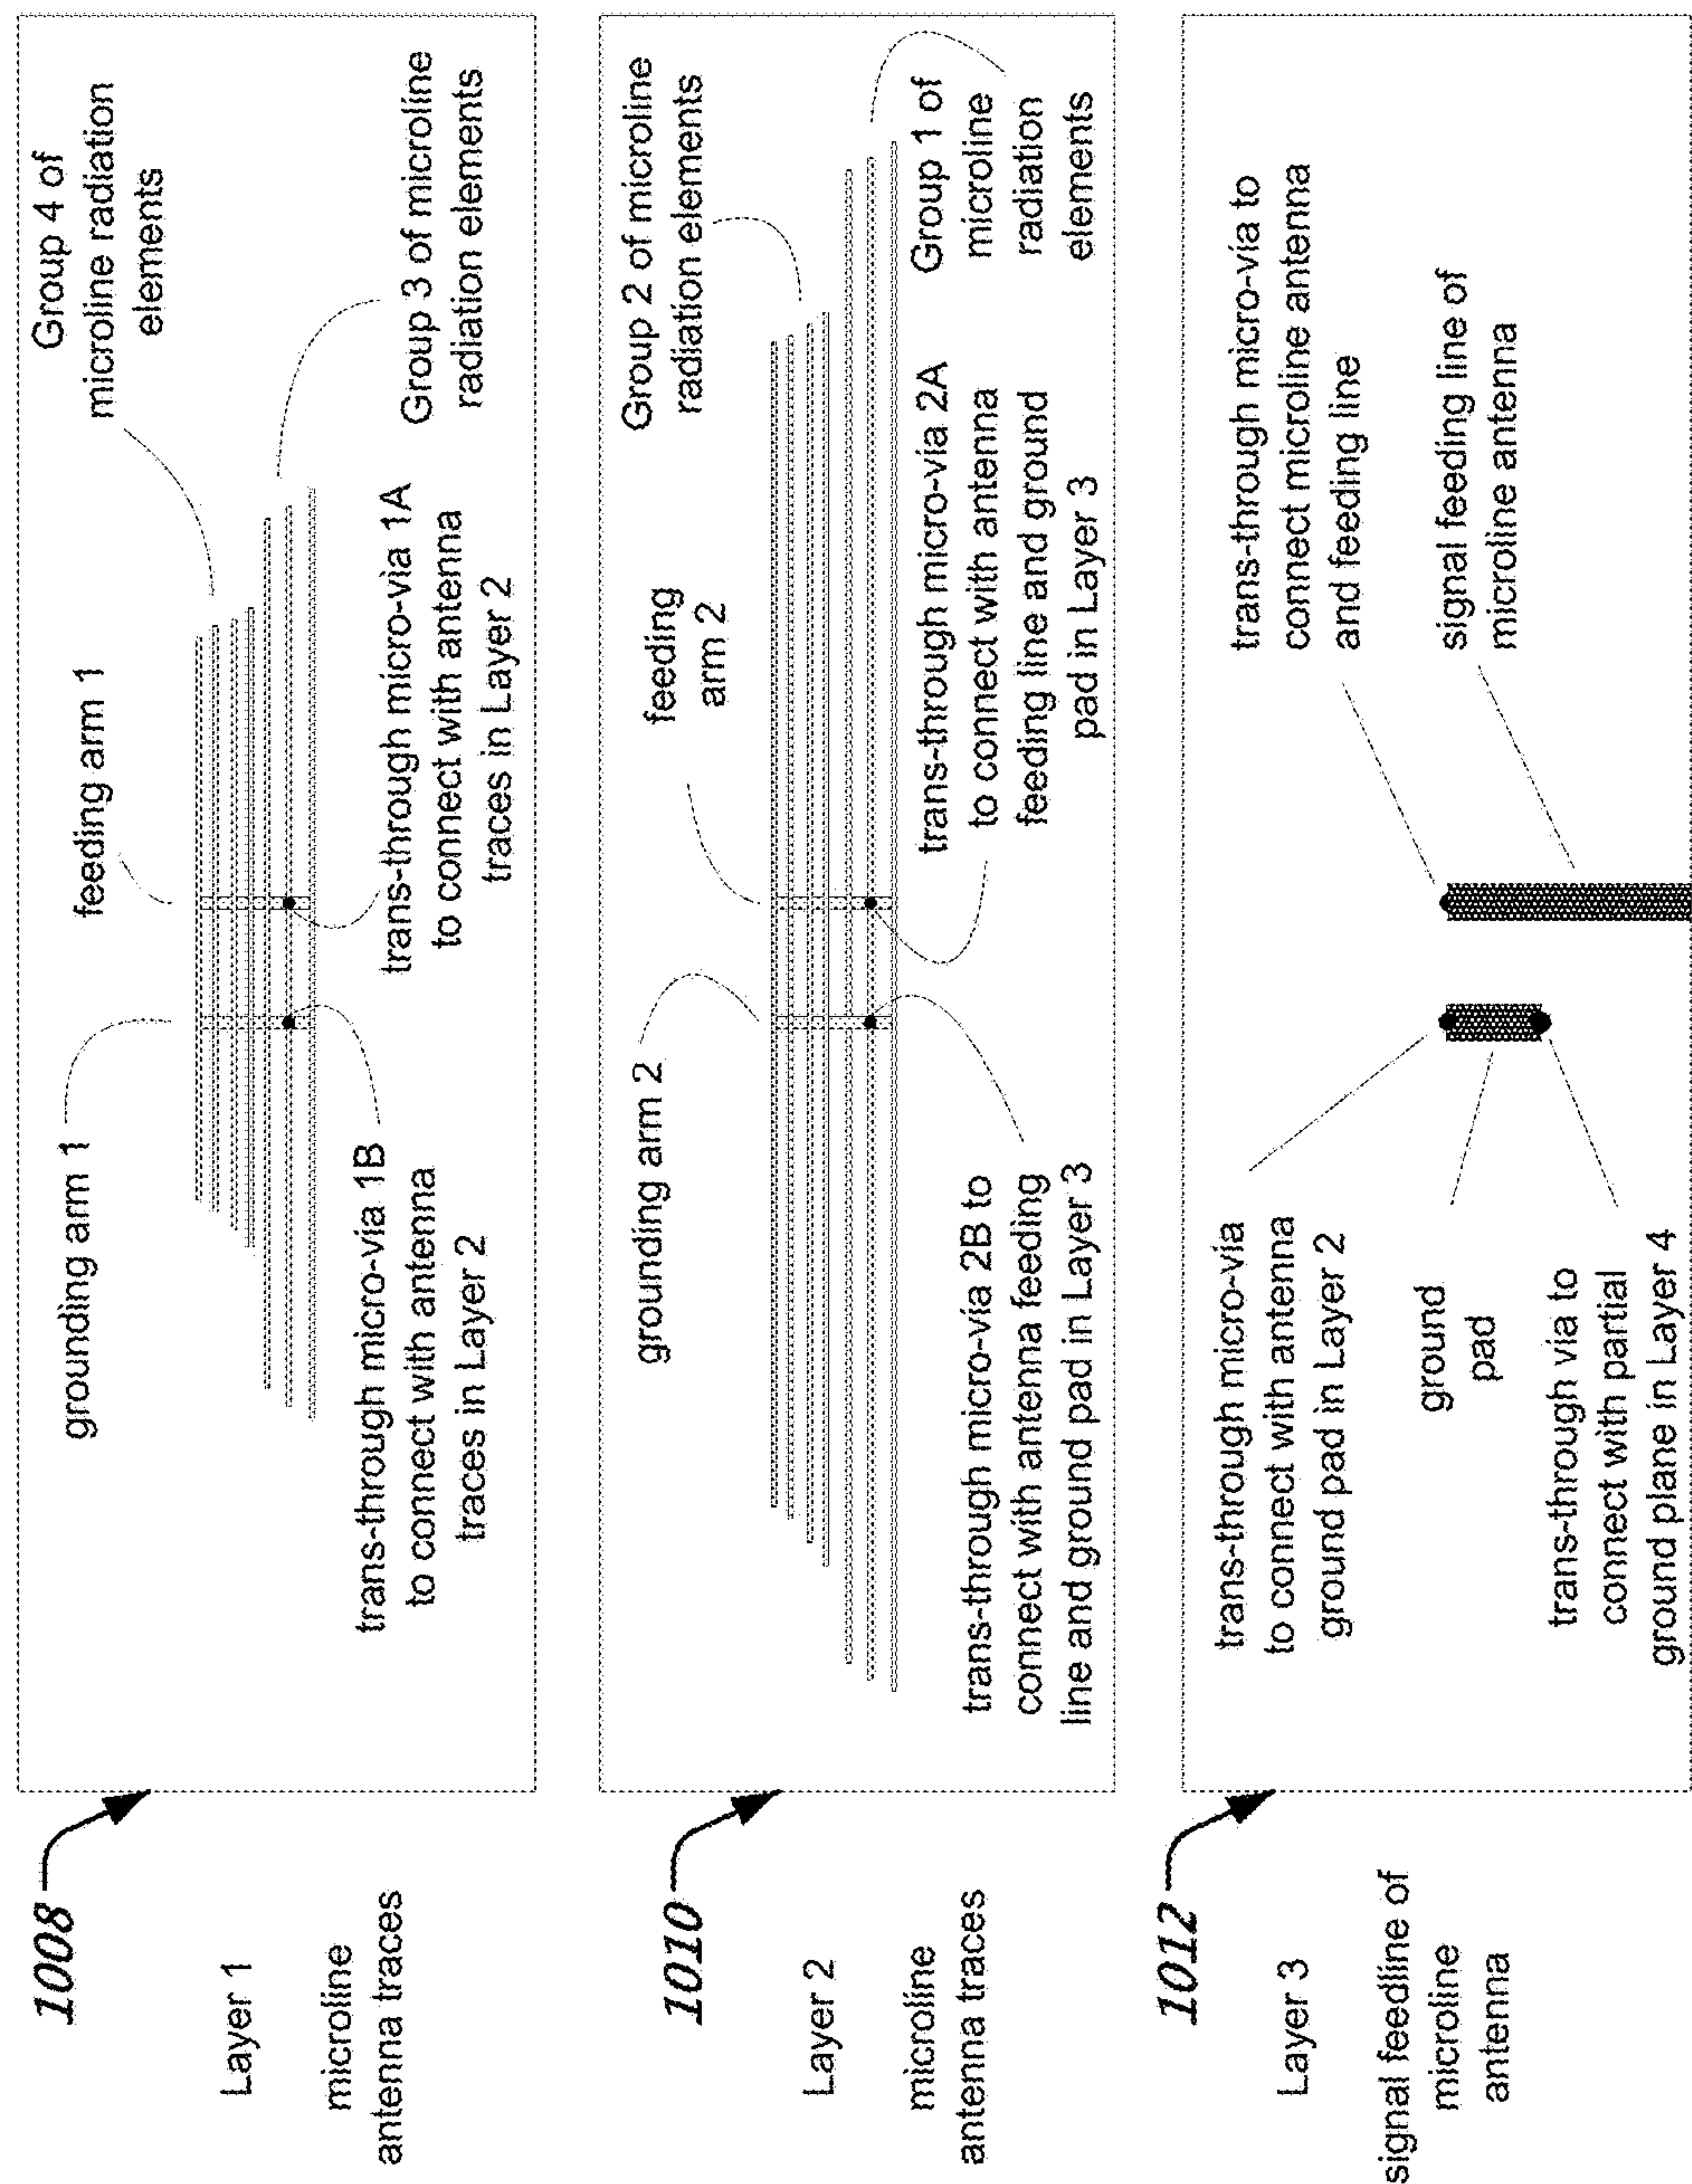 1008
Layer 1
microline
antenna traces
grounding arm 1
feeding arm 1
Group 4 of
microline radiation
elements
trans-through micro-via 1B
to connect with antenna
traces in Layer 2
trans-through micro-via 1A
to connect with antenna
traces in Layer 2
Group 3 of microline
radiation elements
1010
Layer 2
microline
antenna traces
grounding arm 2
feeding
arm 2
Group 2 of microline
radiation elements
trans-through micro-via 2B to
connect with antenna feeding
line and ground pad in Layer 3
trans-through micro-via 2A
to connect with antenna
feeding line and ground
pad in Layer 3
Group 1 of
microline
radiation
elements
1012
Layer 3
signal feedline of
microline
antenna
trans-through micro-via
to connect with antenna
ground pad in Layer 2
ground
pad
trans-through via to
connect with partial
ground plane in Layer 4
trans-through micro-via to
connect microline antenna
and feeding line
signal feeding line of
microline antenna